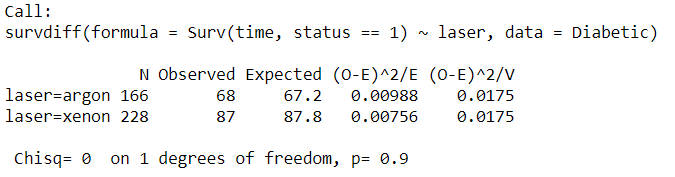 Call:
survdiff(formula = Surv(time, status == 1) ~ laser, data = Diabetic)
N Observed Expected (O-E)^2/E (O-E)^2/V
laser=argon 166 68 67.2 0.00988 0.0175
laser=xenon 228 87 87.8 0.00756 0.0175
Chisq= 0 on 1 degrees of freedom, p= 0.9